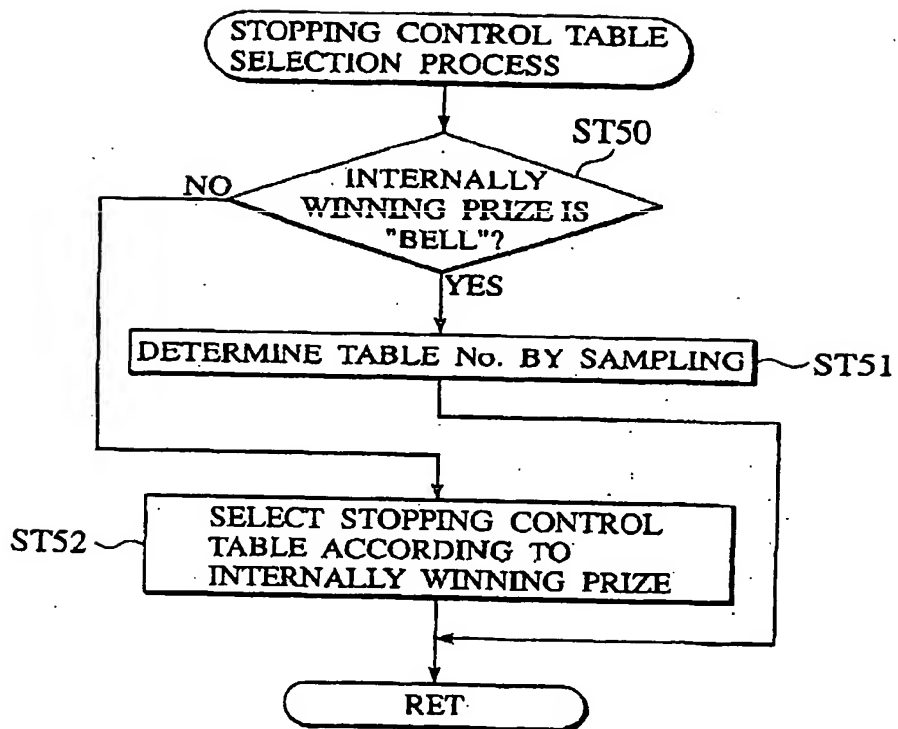 STOPPING CONTROL TABLE
SELECTION PROCESS
ST50
NO
INTERNALLY
WINNING PRIZE IS
"BELL"?
YES
DETERMINE TABLE No. BY SAMPLING
ST51
ST52
SELECT STOPPING CONTROL
TABLE ACCORDING TO
INTERNALLY WINNING PRIZE
RET